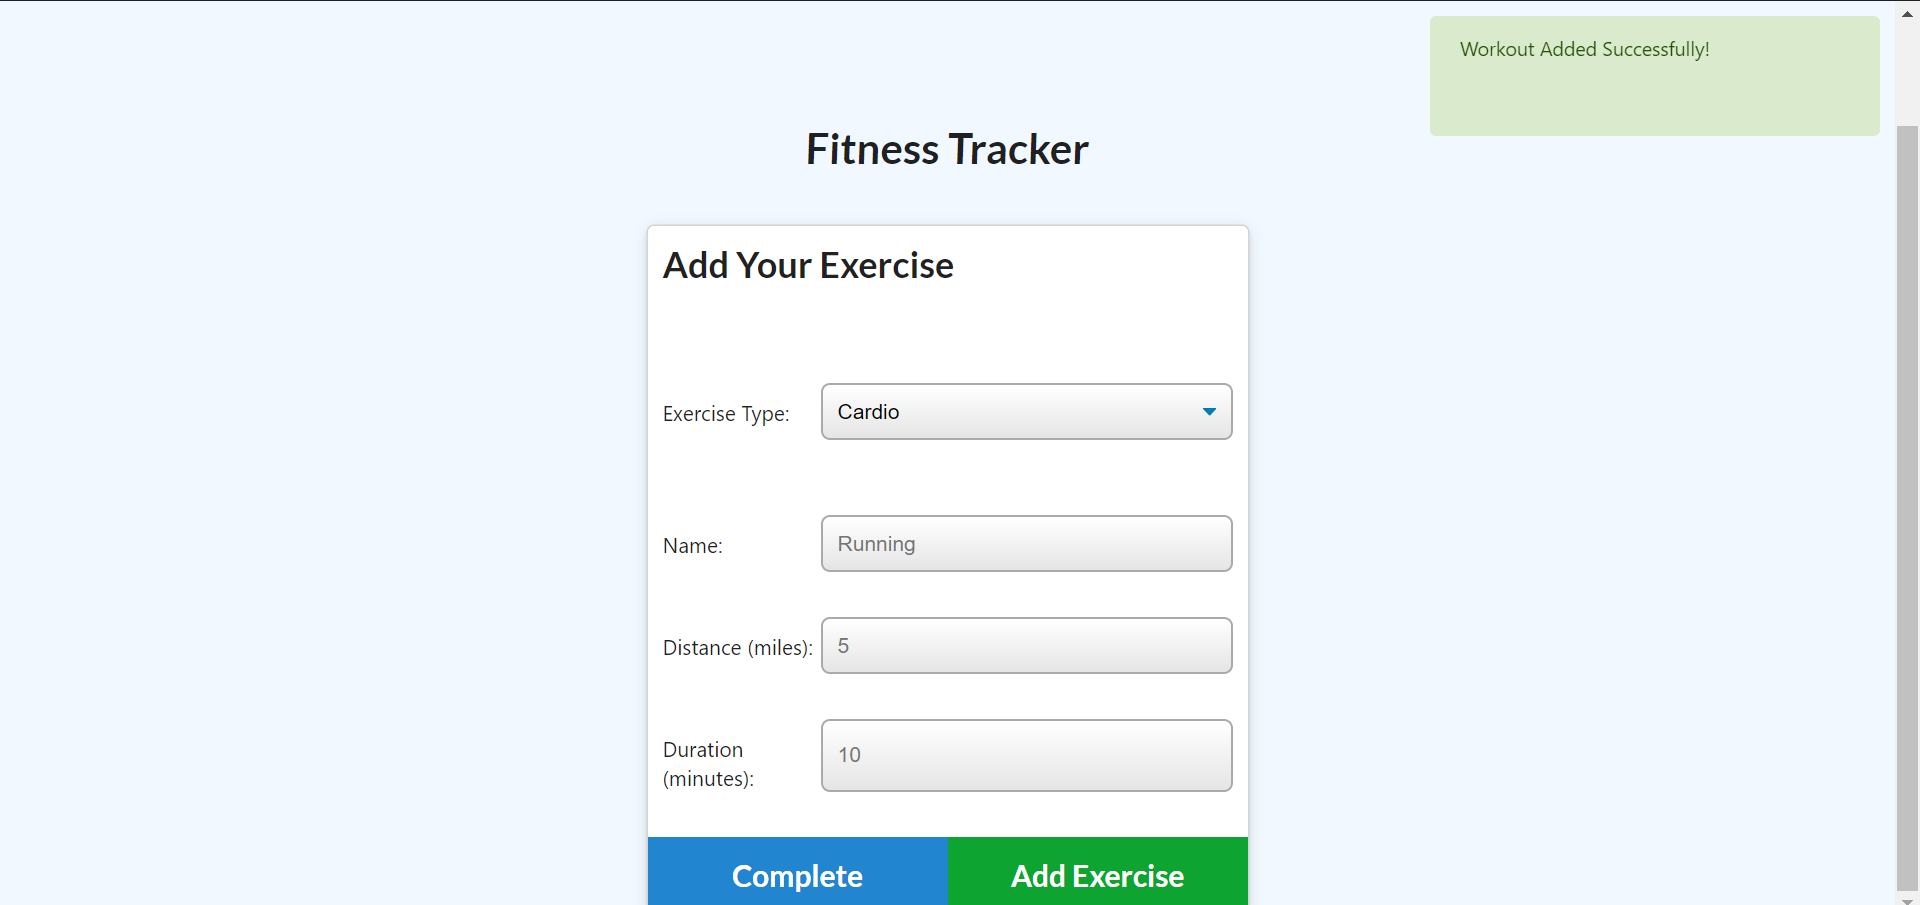 Workout Added Successfully!
Fitness Tracker
Add Your Exercise
Exercise Type:
Cardio
Name:
Running
Distance (miles):
5
Duration
(minutes):
10
Complete
Add Exercise